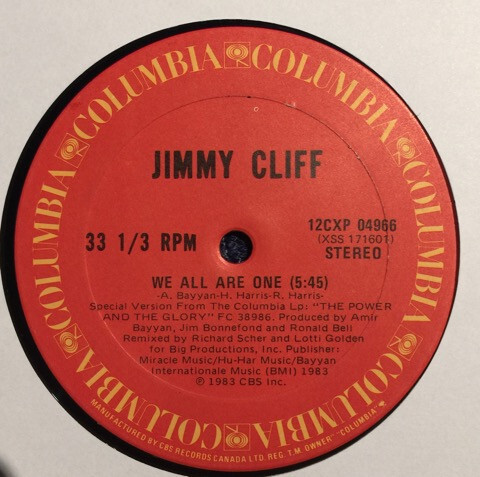 COLUMBIA COLUMBIA COLUMBIA COLUMBIA COLUMBIA COLUMBIA
JIMMY CLIFF
33 1/3 RPM
12CXP 04966
(XSS 171601)
STEREO
WE ALL ARE ONE (5:45)
-A. Bayyan-H. Harris-R. Harris-
Special Version From The Columbia Lp: "THE POWER
AND THE GLORY" FC 38986. Produced by Amir
Bayyan, Jim Bonnefond and Ronald Bell
Remixed by Richard Scher and Lotti Golden
for Big Productions, Inc. Publisher:
Miracle Music/Hu-Har Music/Bayyan
Internationale Music (BMI) 1983
℗ 1983 CBS Inc.
MANUFACTURED BY CBS RECORDS CANADA LTD. REG. T.M. OWNER "COLUMBIA"